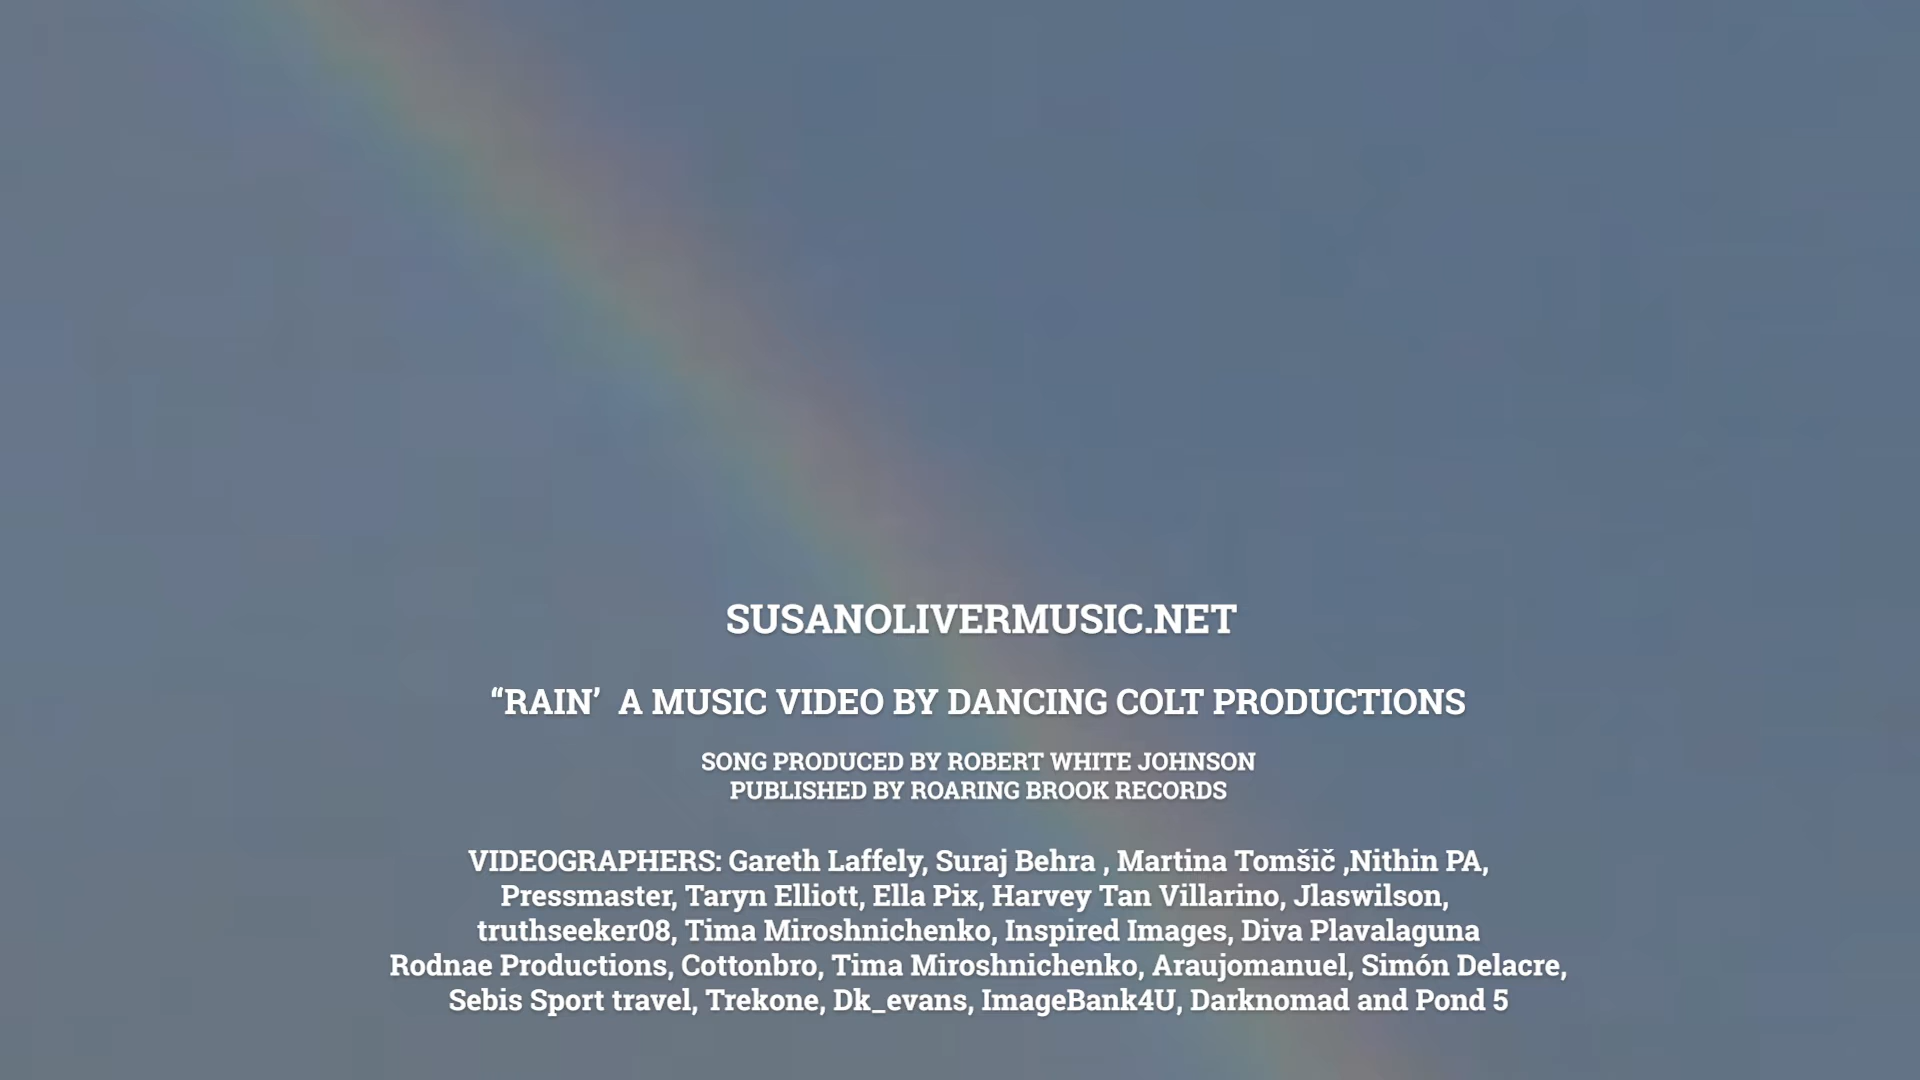 SUSANOLIVERMUSIC.NET
“RAIN’ A MUSIC VIDEO BY DANCING COLT PRODUCTIONS
SONG PRODUCED BY ROBERT WHITE JOHNSON
PUBLISHED BY ROARING BROOK RECORDS
VIDEOGRAPHERS: Gareth Laffely, Suraj Behra , Martina Tomšič ,Nithin PA,
Pressmaster, Taryn Elliott, Ella Pix, Harvey Tan Villarino, Jlaswilson,
truthseeker08, Tima Miroshnichenko, Inspired Images, Diva Plavalaguna
Rodnae Productions, Cottonbro, Tima Miroshnichenko, Araujomanuel, Simón Delacre,
Sebis Sport travel, Trekone, Dk_evans, ImageBank4U, Darknomad and Pond 5